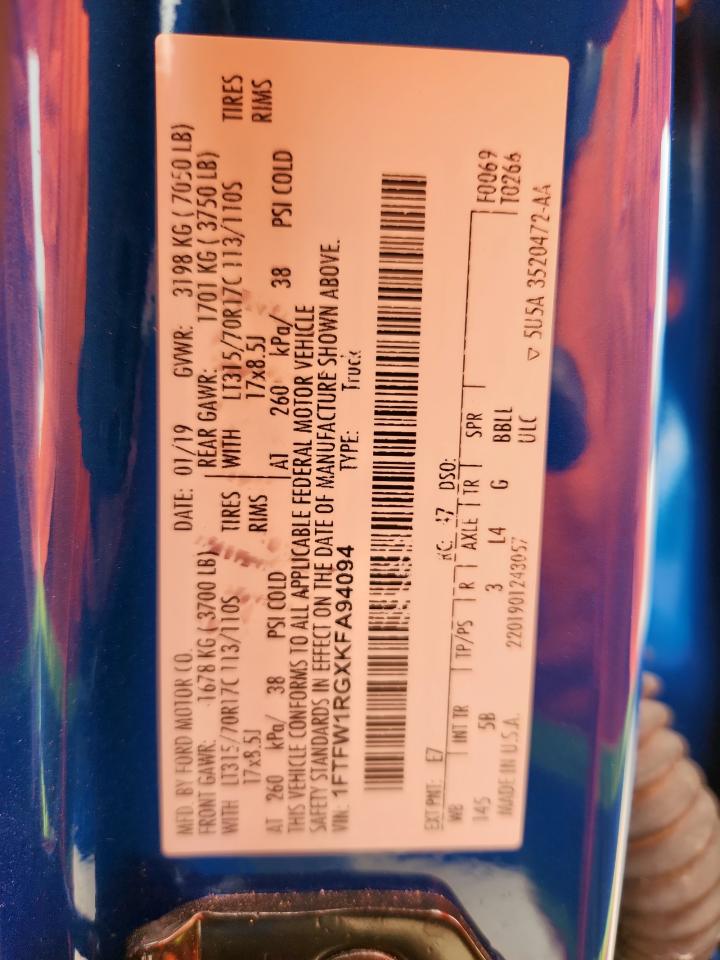 MFD. BY FORD MOTOR CO. DATE: 01/19 GVWR: 3198 KG ( 7050 LB)
FRONT GAWR: 1678 KG ( 3700 LB) REAR GAWR: 1701 KG ( 3750 LB)
WITH LT315/70R17C 113/110S TIRES WITH LT315/70R17C 113/110S TIRES
17x8.5J RIMS 17x8.5J RIMS
AT 260 kPa/ 38 PSI COLD AT 260 kPa/ 38 PSI COLD
THIS VEHICLE CONFORMS TO ALL APPLICABLE FEDERAL MOTOR VEHICLE
SAFETY STANDARDS IN EFFECT ON THE DATE OF MANUFACTURE SHOWN ABOVE.
VIN: 1FTFW1RGXKFA94094 TYPE: Truck
EXT PNT: E7 RC: 47 DSO: F0069
WB INT TR TP/PS R AXLE TR SPR T0266
145 5B 3 L4 G BBLL
ULC
MADE IN U.S.A. 2201901243057 ▽ 5U5A 3520472-AA